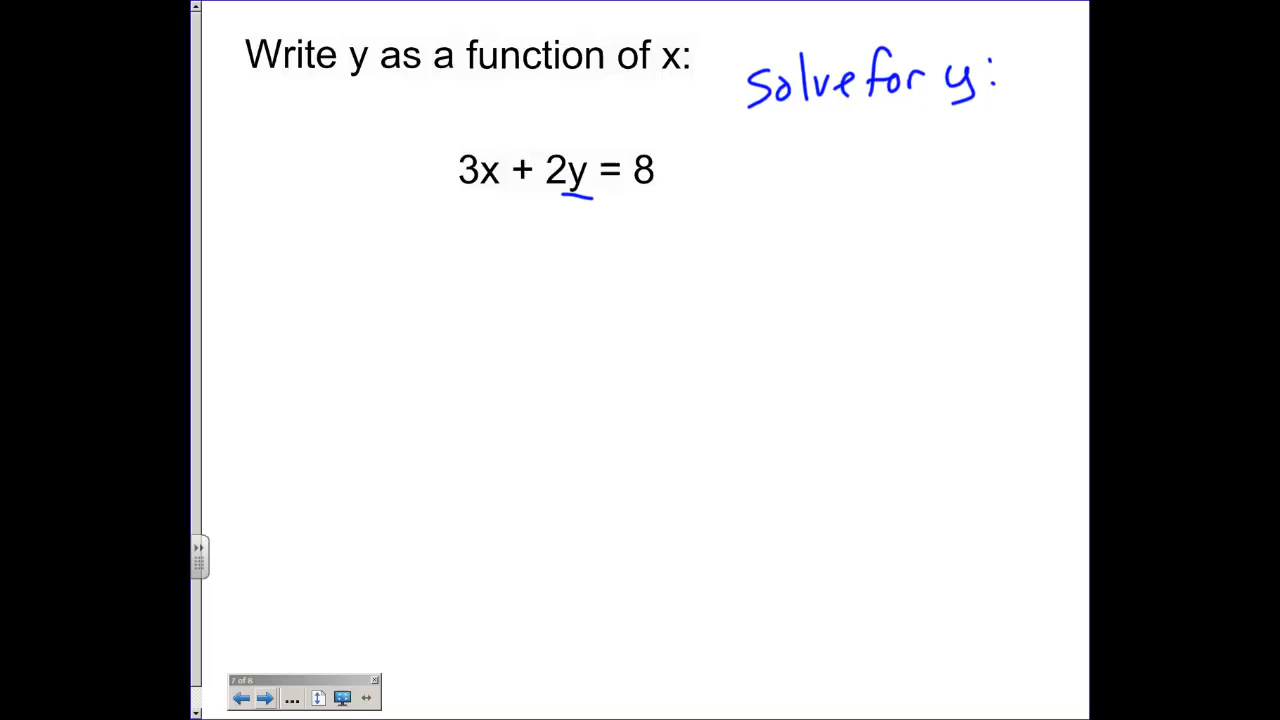 Write y as a function of x:
solve for y:
3x + 2y = 8
7 of 8
...